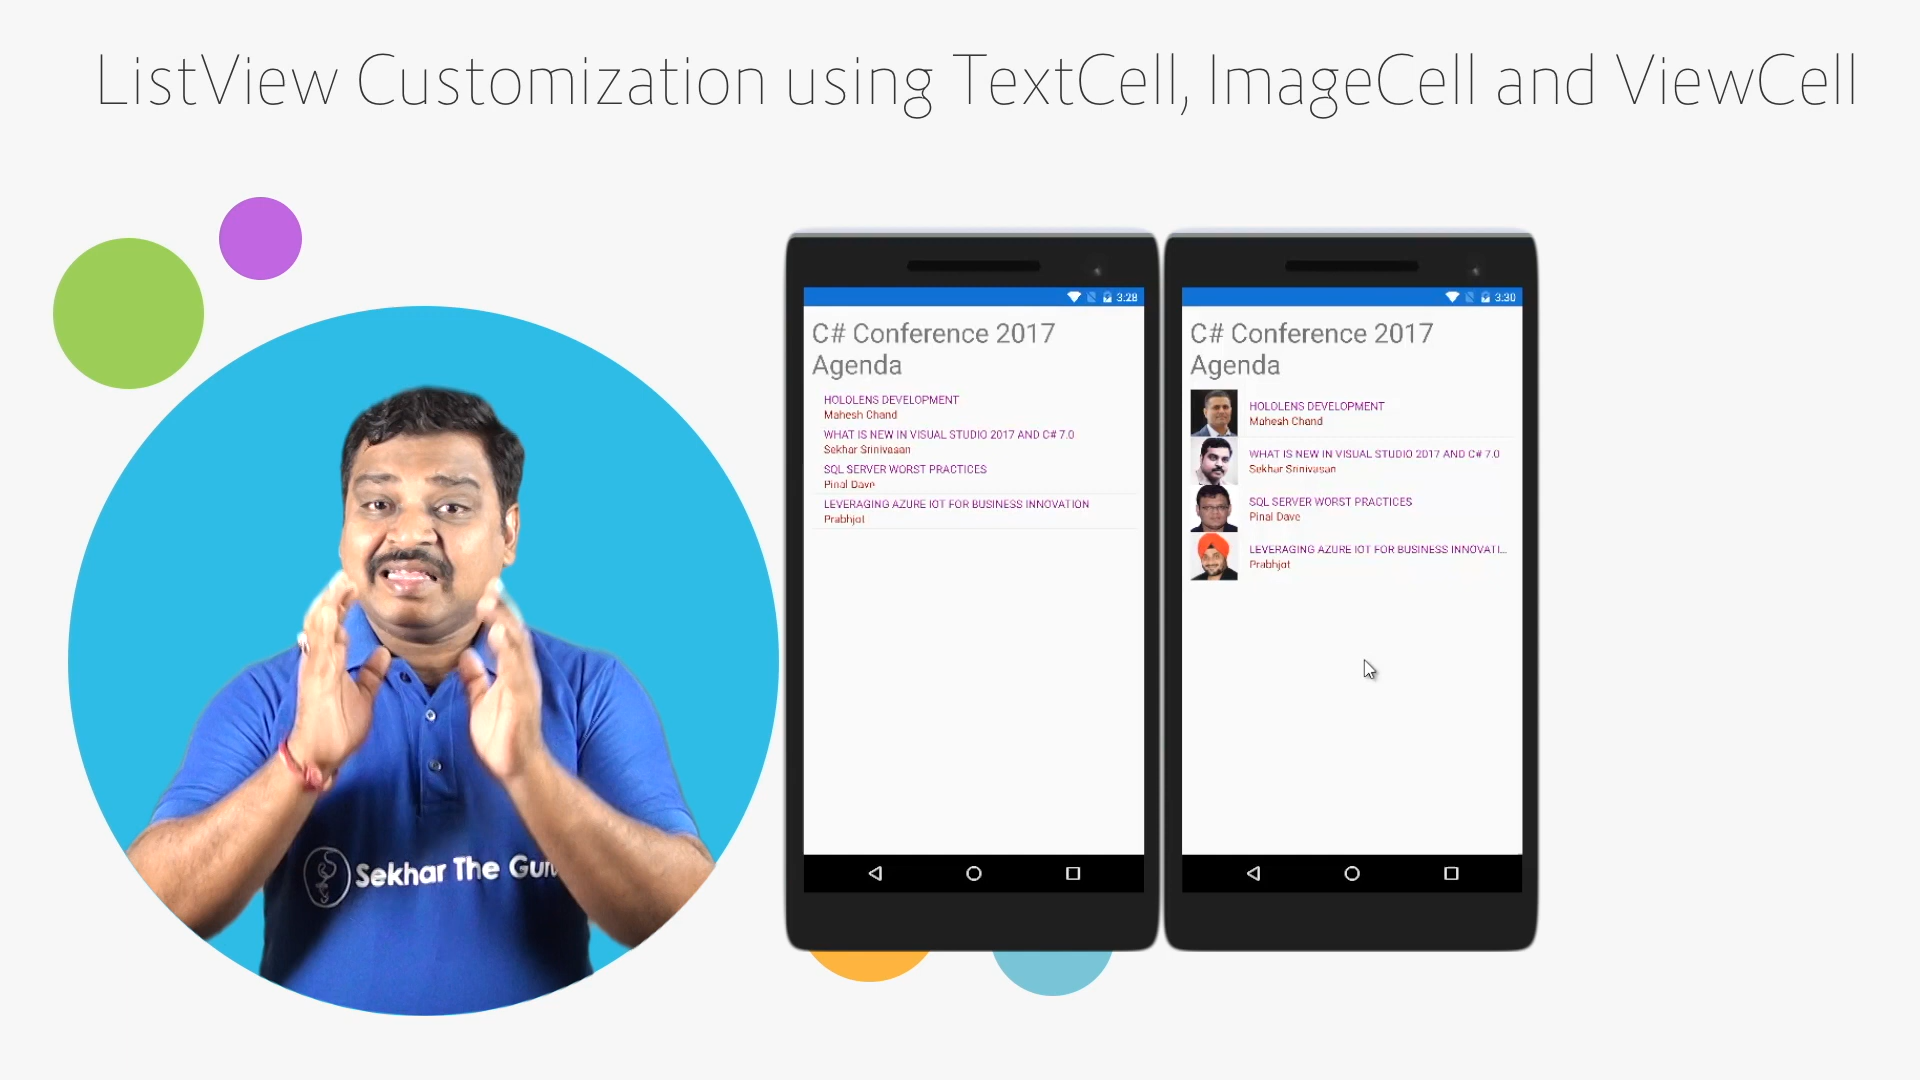 ListView Customization using TextCell, ImageCell and ViewCell
3:28
C# Conference 2017
Agenda
HOLOLENS DEVELOPMENT
Mahesh Chand
WHAT IS NEW IN VISUAL STUDIO 2017 AND C# 7.0
Sekhar Srinivasan
SQL SERVER WORST PRACTICES
Pinal Dave
LEVERAGING AZURE IOT FOR BUSINESS INNOVATION
Prabhjot
3:30
C# Conference 2017
Agenda
HOLOLENS DEVELOPMENT
Mahesh Chand
WHAT IS NEW IN VISUAL STUDIO 2017 AND C# 7.0
Sekhar Srinivasan
SQL SERVER WORST PRACTICES
Pinal Dave
LEVERAGING AZURE IOT FOR BUSINESS INNOVATI...
Prabhjot
Sekhar The